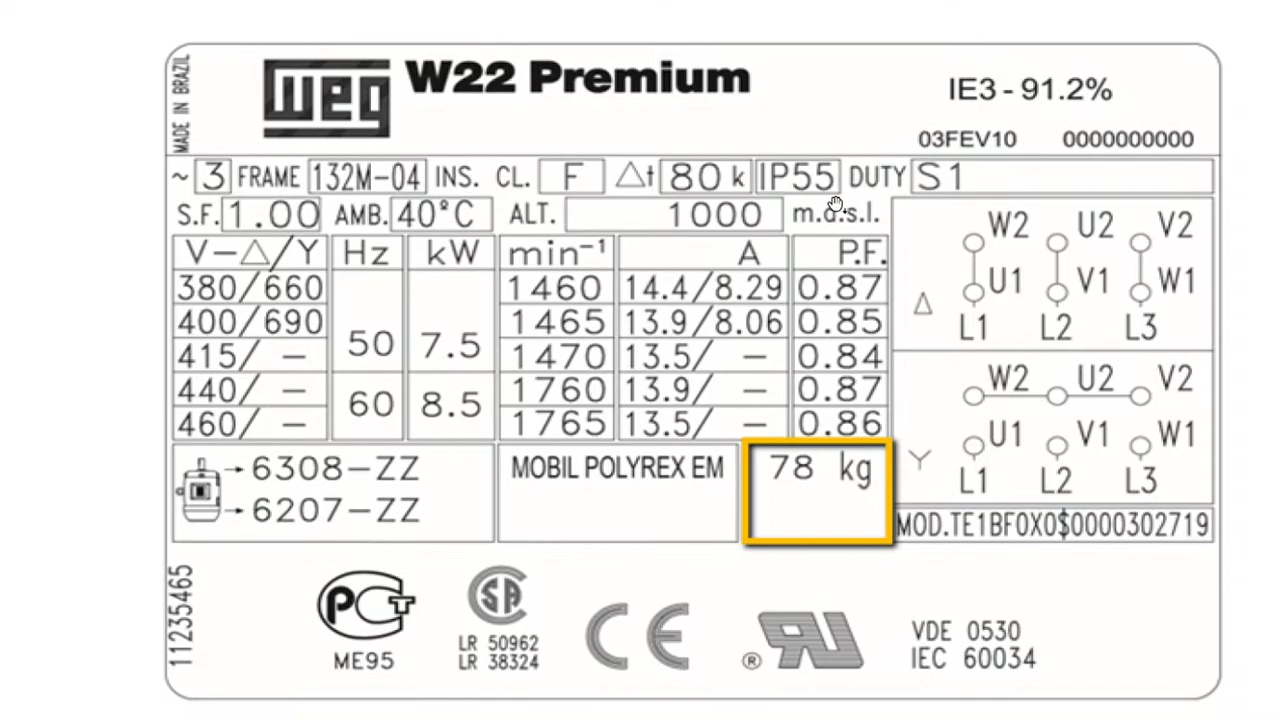 MADE IN BRAZIL
WEG W22 Premium
IE3 - 91.2%
03FEV10 0000000000
~ 3 FRAME 132M-04 INS. CL. F △t 80 k IP55 DUTY S1
S.F. 1.00 AMB. 40°C ALT. 1000 m.a.s.l.
V-△/Y Hz kW min⁻¹ A P.F.
380/660 1460 14.4/8.29 0.87
400/690 1465 13.9/8.06 0.85
50 7.5
415/ - 1470 13.5/ - 0.84
440/ - 1760 13.9/ - 0.87
60 8.5
460/ - 1765 13.5/ - 0.86
W2 U2 V2
U1 V1 W1
△
L1 L2 L3
W2 U2 V2
U1 V1 W1
Y
L1 L2 L3
6308-ZZ MOBIL POLYREX EM 78 kg
6207-ZZ
MOD.TE1BF0X0$0000302719
11235465
PCT
ME95
SA
LR 50962
LR 38324
CE
® RU
VDE 0530
IEC 60034